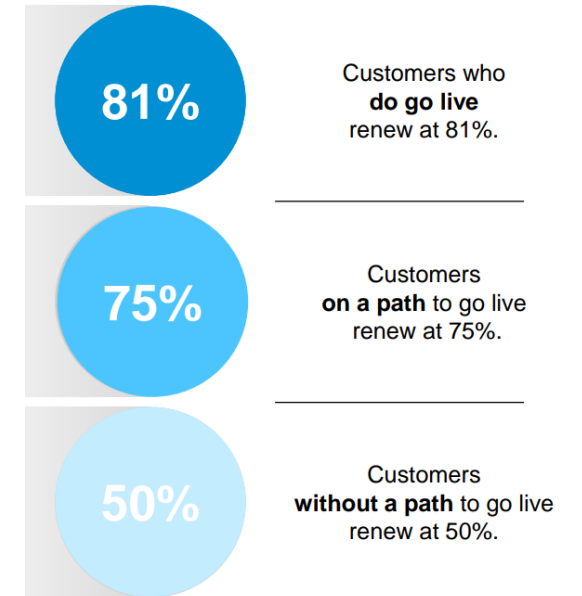 81%
Customers who
do go live
renew at 81%.
75%
Customers
on a path to go live
renew at 75%.
50%
Customers
without a path to go live
renew at 50%.